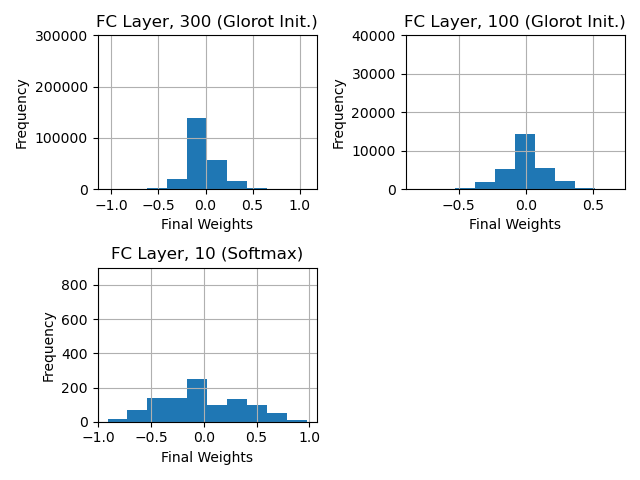 FC Layer, 300 (Glorot Init.)
300000
200000
100000
0
Frequency
−1.0 −0.5 0.0 0.5 1.0
Final Weights
FC Layer, 100 (Glorot Init.)
40000
30000
20000
10000
0
Frequency
−0.5 0.0 0.5
Final Weights
FC Layer, 10 (Softmax)
800
600
400
200
0
Frequency
−1.0 −0.5 0.0 0.5 1.0
Final Weights